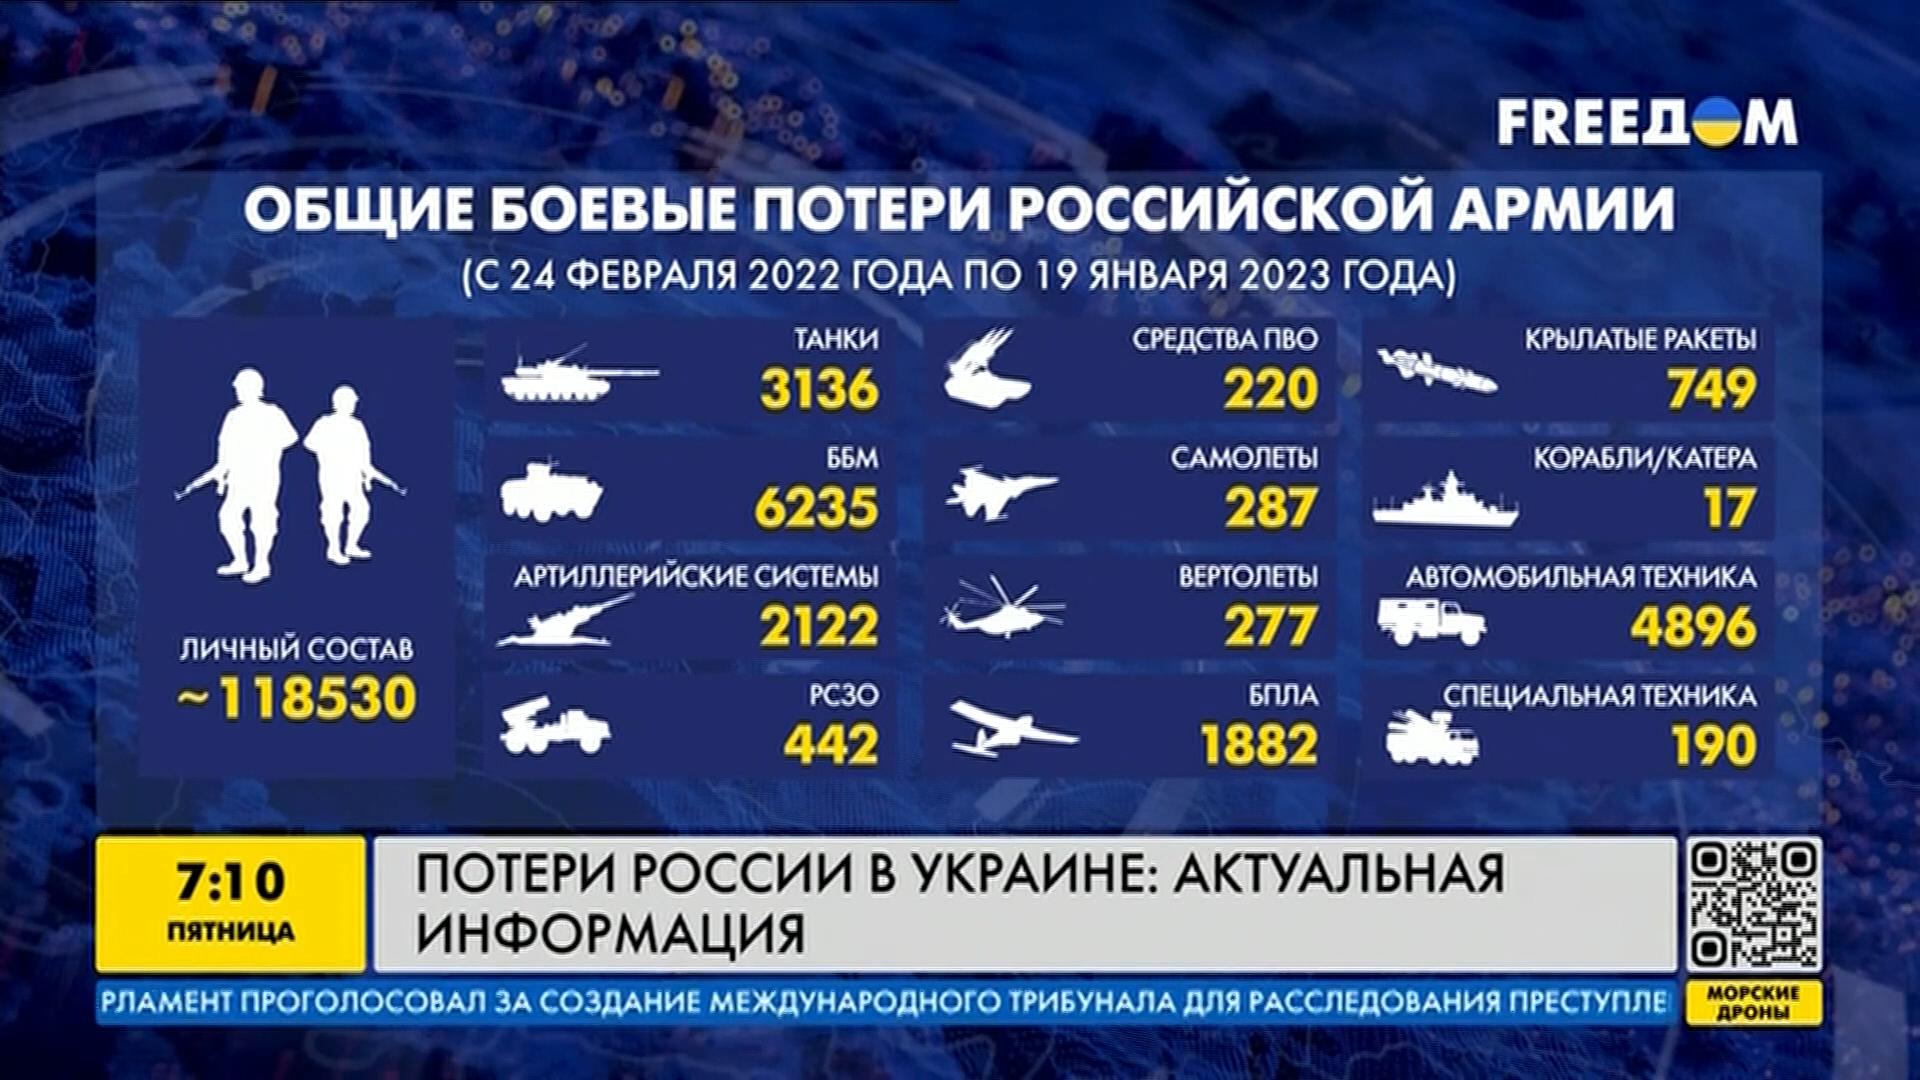 FREEДОМ
ОБЩИЕ БОЕВЫЕ ПОТЕРИ РОССИЙСКОЙ АРМИИ
(С 24 ФЕВРАЛЯ 2022 ГОДА ПО 19 ЯНВАРЯ 2023 ГОДА)
ЛИЧНЫЙ СОСТАВ
~118530
ТАНКИ
3136
ББМ
6235
АРТИЛЛЕРИЙСКИЕ СИСТЕМЫ
2122
РСЗО
442
СРЕДСТВА ПВО
220
САМОЛЕТЫ
287
ВЕРТОЛЕТЫ
277
БПЛА
1882
КРЫЛАТЫЕ РАКЕТЫ
749
КОРАБЛИ/КАТЕРА
17
АВТОМОБИЛЬНАЯ ТЕХНИКА
4896
СПЕЦИАЛЬНАЯ ТЕХНИКА
190
7:10
ПЯТНИЦА
ПОТЕРИ РОССИИ В УКРАИНЕ: АКТУАЛЬНАЯ
ИНФОРМАЦИЯ
РЛАМЕНТ ПРОГОЛОСОВАЛ ЗА СОЗДАНИЕ МЕЖДУНАРОДНОГО ТРИБУНАЛА ДЛЯ РАССЛЕДОВАНИЯ ПРЕСТУПЛЕ
МОРСКИЕ
ДРОНЫ